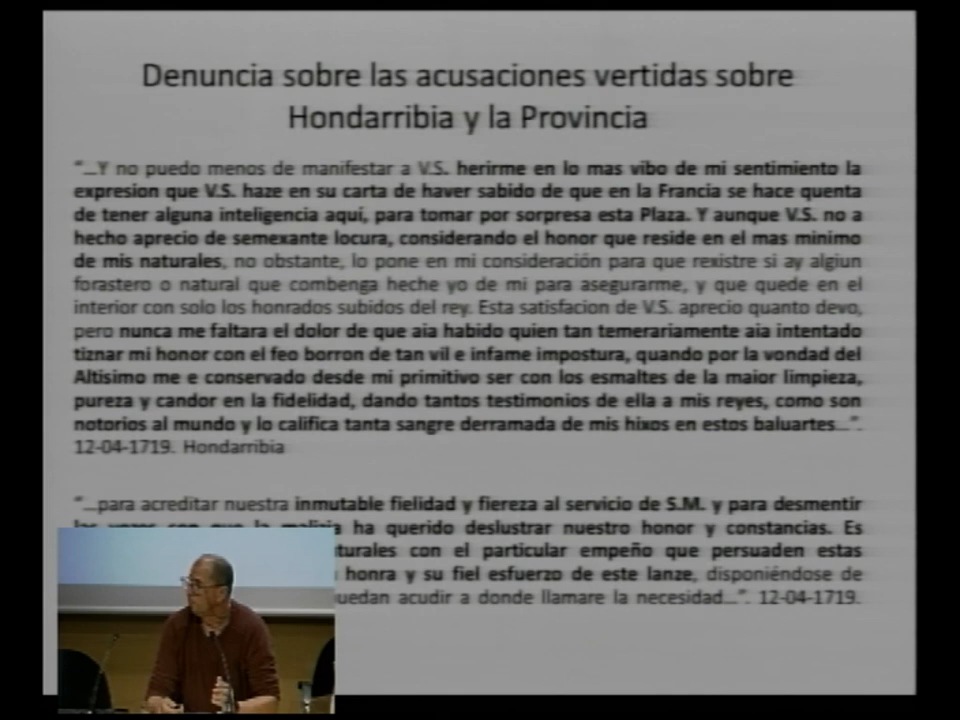 Denuncia sobre las acusaciones vertidas sobre
Hondarribia y la Provincia
"...Y no puedo menos de manifestar a V.S. herirme en lo mas vibo de mi sentimiento la
expresion que V.S. haze en su carta de haver sabido de que en la Francia se hace quenta
de tener alguna inteligencia aquí, para tomar por sorpresa esta Plaza. Y aunque V.S. no a
hecho aprecio de semexante locura, considerando el honor que reside en el mas minimo
de mis naturales, no obstante, lo pone en mi consideración para que rexistre si ay algiun
forastero o natural que combenga heche yo de mi para asegurarme, y que quede en el
interior con solo los honrados subidos del rey. Esta satisfacion de V.S. aprecio quanto devo,
pero nunca me faltara el dolor de que aia habido quien tan temerariamente aia intentado
tiznar mi honor con el feo borron de tan vil e infame impostura, quando por la vondad del
Altisimo me e conservado desde mi primitivo ser con los esmaltes de la maior limpieza,
pureza y candor en la fidelidad, dando tantos testimonios de ella a mis reyes, como son
notorios al mundo y lo califica tanta sangre derramada de mis hixos en estos baluartes...".
12-04-1719. Hondarribia
"...para acreditar nuestra inmutable fielidad y fiereza al servicio de S.M. y para desmentir
ha querido deslustrar nuestro honor y constancias. Es
con el particular empeño que persuaden estas
honra y su fiel esfuerzo de este lanze, disponiéndose de
acudir a donde llamare la necesidad...". 12-04-1719.